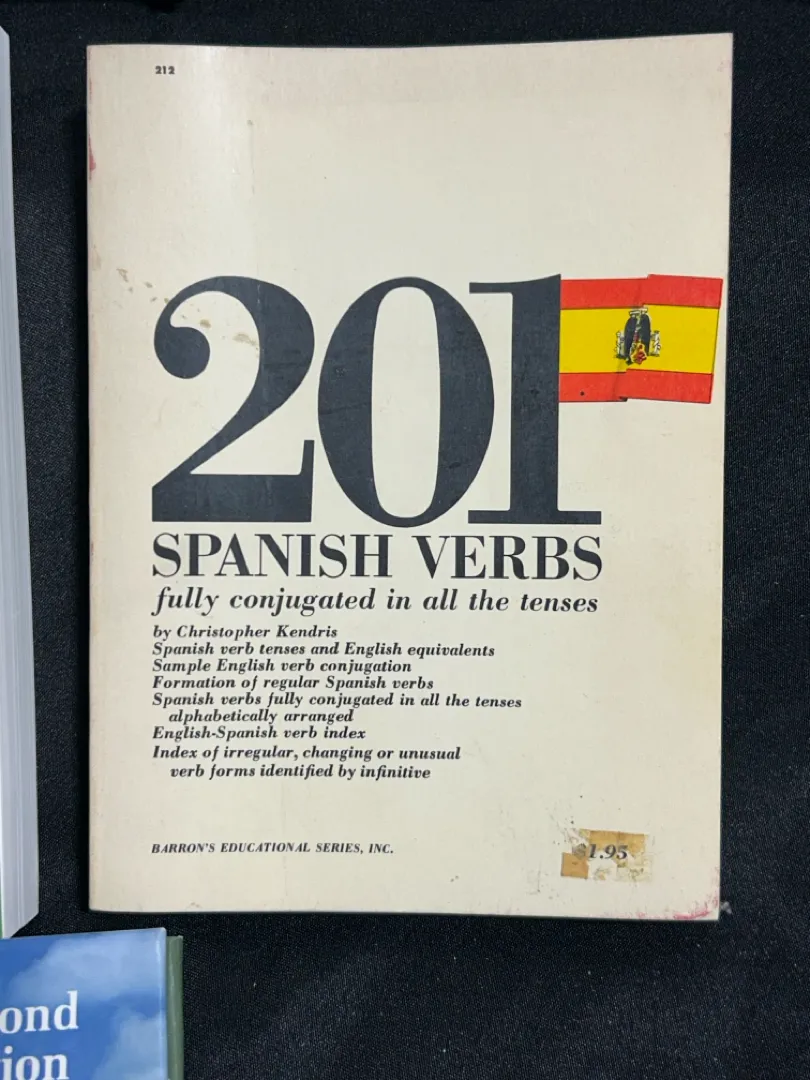 212
201
SPANISH VERBS
fully conjugated in all the tenses
by Christopher Kendris
Spanish verb tenses and English equivalents
Sample English verb conjugation
Formation of regular Spanish verbs
Spanish verbs fully conjugated in all the tenses
alphabetically arranged
English-Spanish verb index
Index of irregular, changing or unusual
verb forms identified by infinitive
BARRON'S EDUCATIONAL SERIES, INC.
$1.95
ond
ion